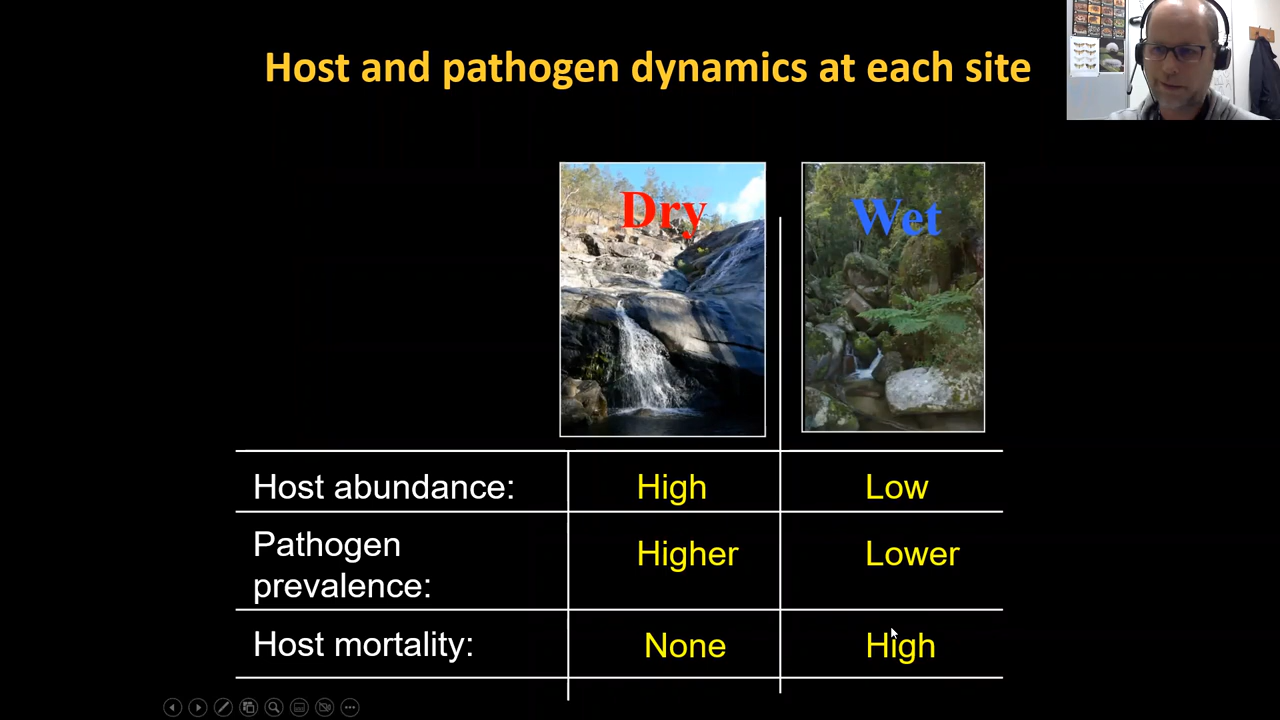 Host and pathogen dynamics at each site
Dry
Wet
Host abundance:
High
Low
Pathogen
prevalence:
Higher
Lower
Host mortality:
None
High